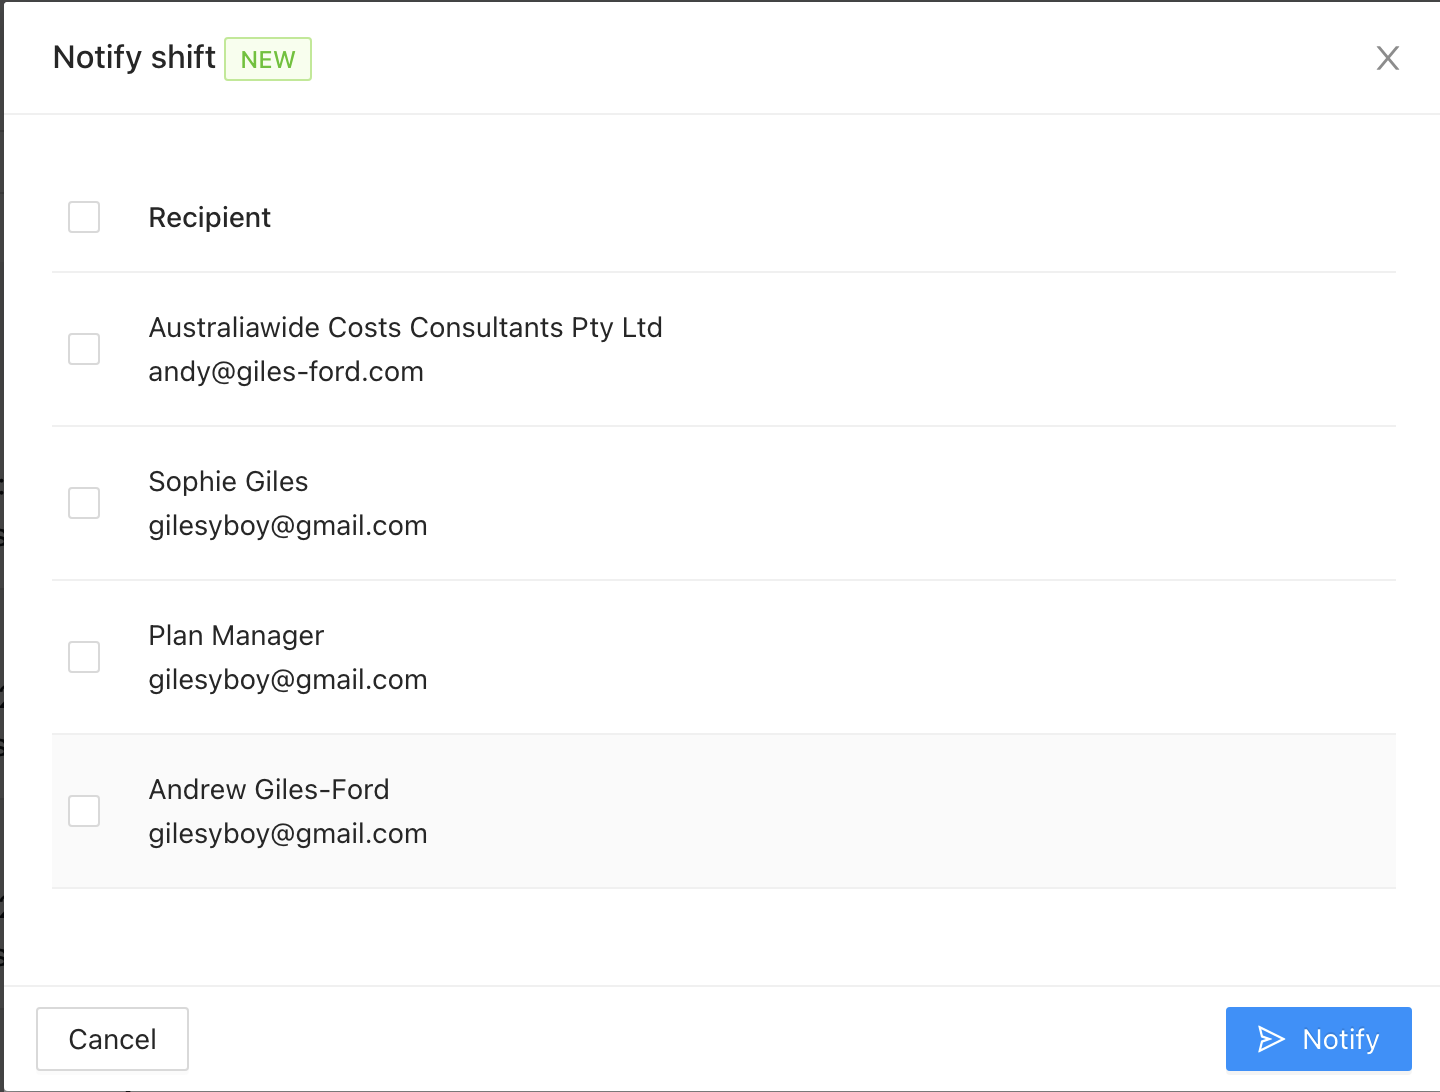 Notify shift NEW
Recipient
Australiawide Costs Consultants Pty Ltd
andy@giles-ford.com
Sophie Giles
gilesyboy@gmail.com
Plan Manager
gilesyboy@gmail.com
Andrew Giles-Ford
gilesyboy@gmail.com
Cancel
Notify